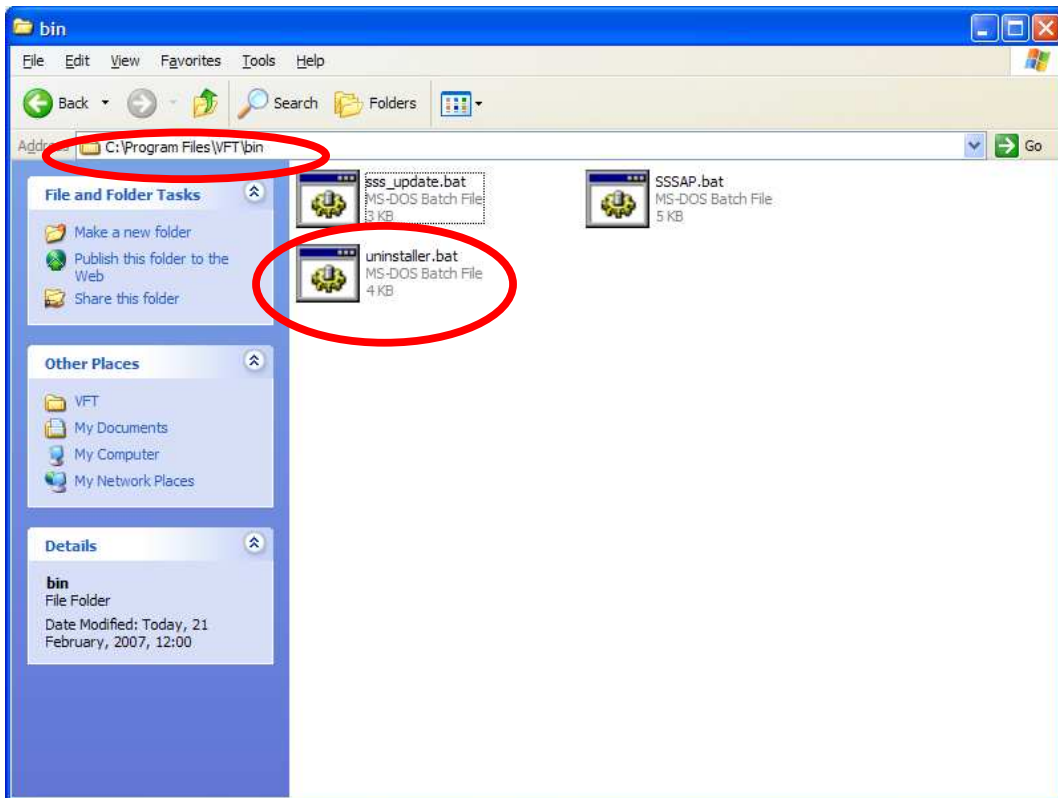 bin
File Edit View Favorites Tools Help
Back Search Folders
Address C:\Program Files\VFT\bin Go
File and Folder Tasks
Make a new folder
Publish this folder to the
Web
Share this folder
Other Places
VFT
My Documents
My Computer
My Network Places
Details
bin
File Folder
Date Modified: Today, 21
February, 2007, 12:00
sss_update.bat
MS-DOS Batch File
3 KB
SSSAP.bat
MS-DOS Batch File
5 KB
uninstaller.bat
MS-DOS Batch File
4 KB